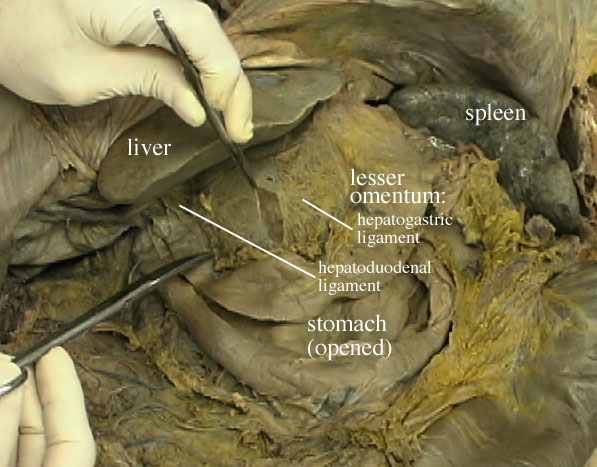 spleen
liver
lesser
omentum:
hepatogastric
ligament
hepatoduodenal
ligament
stomach
(opened)